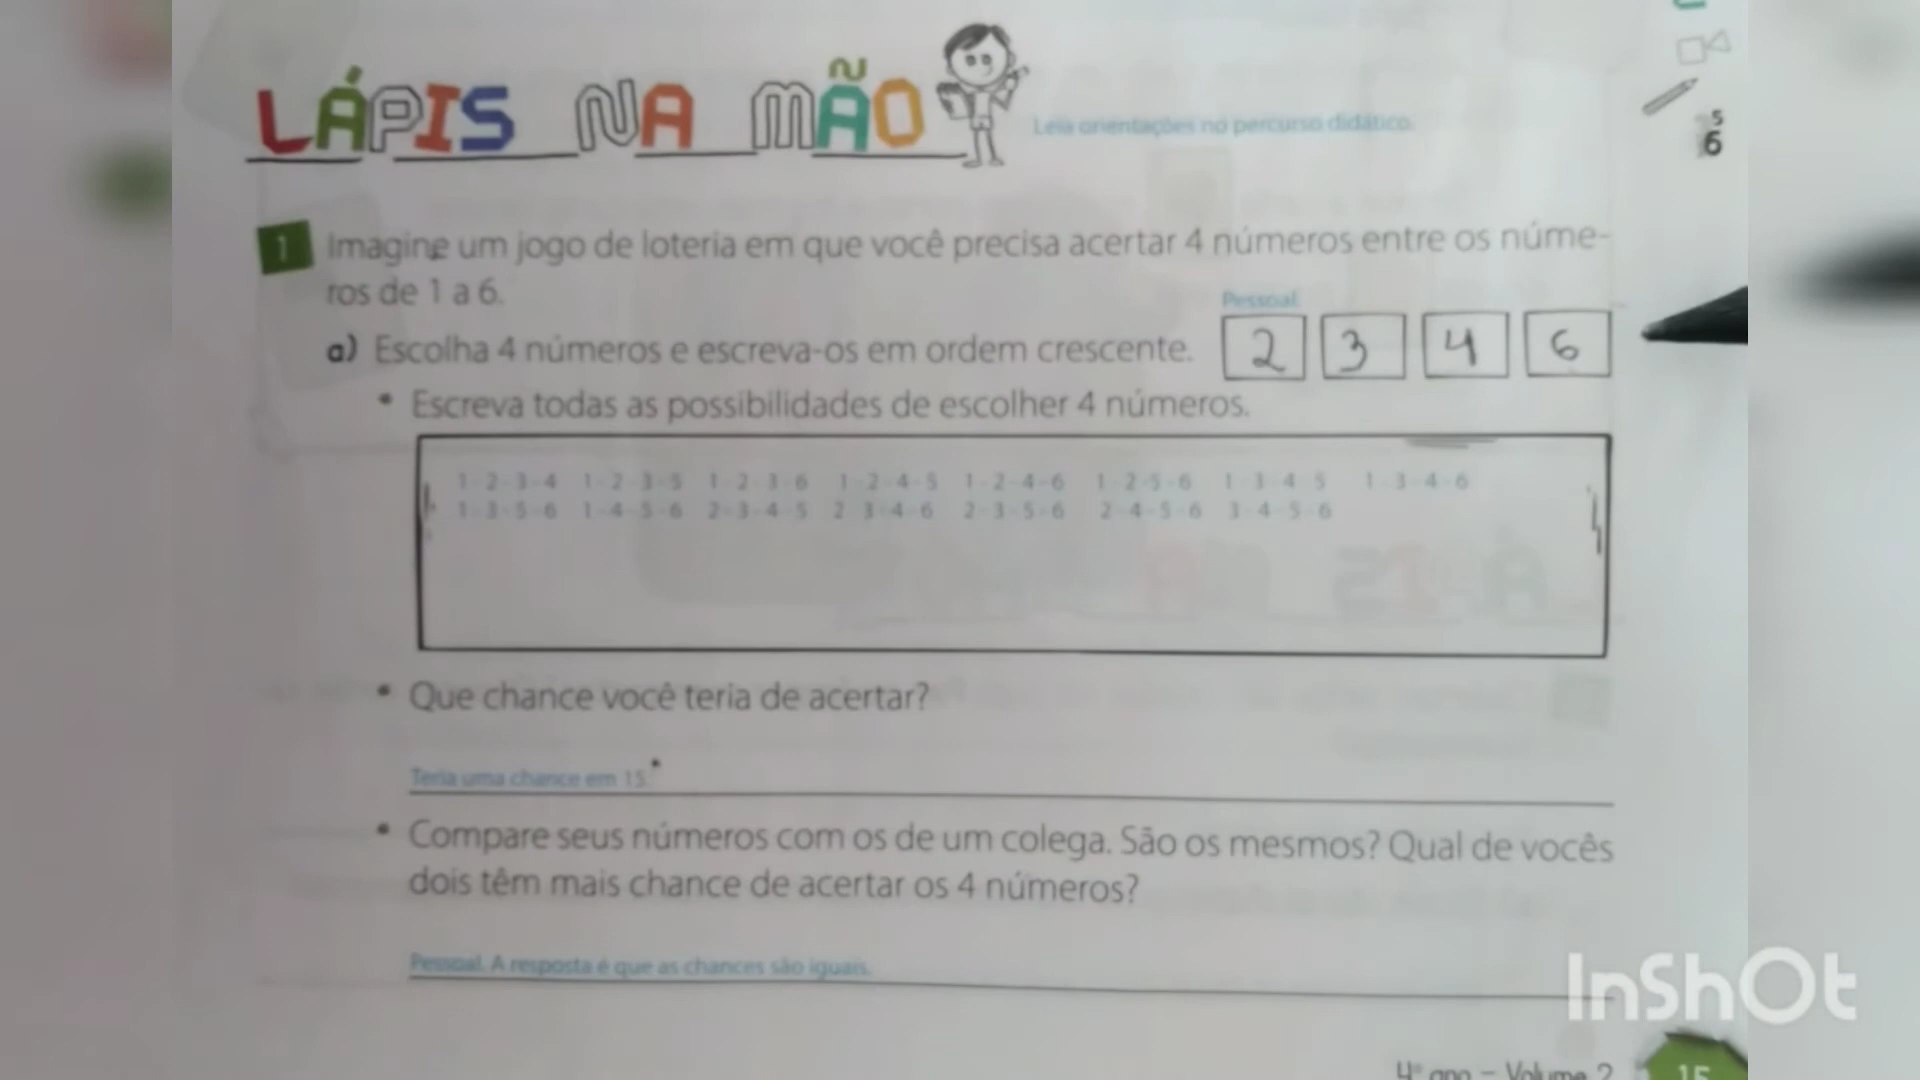 LÁPIS NA MÃO
Leia orientações no percurso didático.
5
6
1 Imagine um jogo de loteria em que você precisa acertar 4 números entre os núme-
ros de 1 a 6.
Pessoal.
a) Escolha 4 números e escreva-os em ordem crescente. 2 3 4 6
• Escreva todas as possibilidades de escolher 4 números.
1-2-3-4 1-2-3-5 1-2-3-6 1-2-4-5 1-2-4-6 1-2-5-6 1-3-4-5 1-3-4-6
1-3-5-6 1-4-5-6 2-3-4-5 2-3-4-6 2-3-5-6 2-4-5-6 3-4-5-6
• Que chance você teria de acertar?
Teria uma chance em 15.
• Compare seus números com os de um colega. São os mesmos? Qual de vocês
dois têm mais chance de acertar os 4 números?
Pessoal. A resposta é que as chances são iguais.
InShOt
4º ano – Volume 2 15